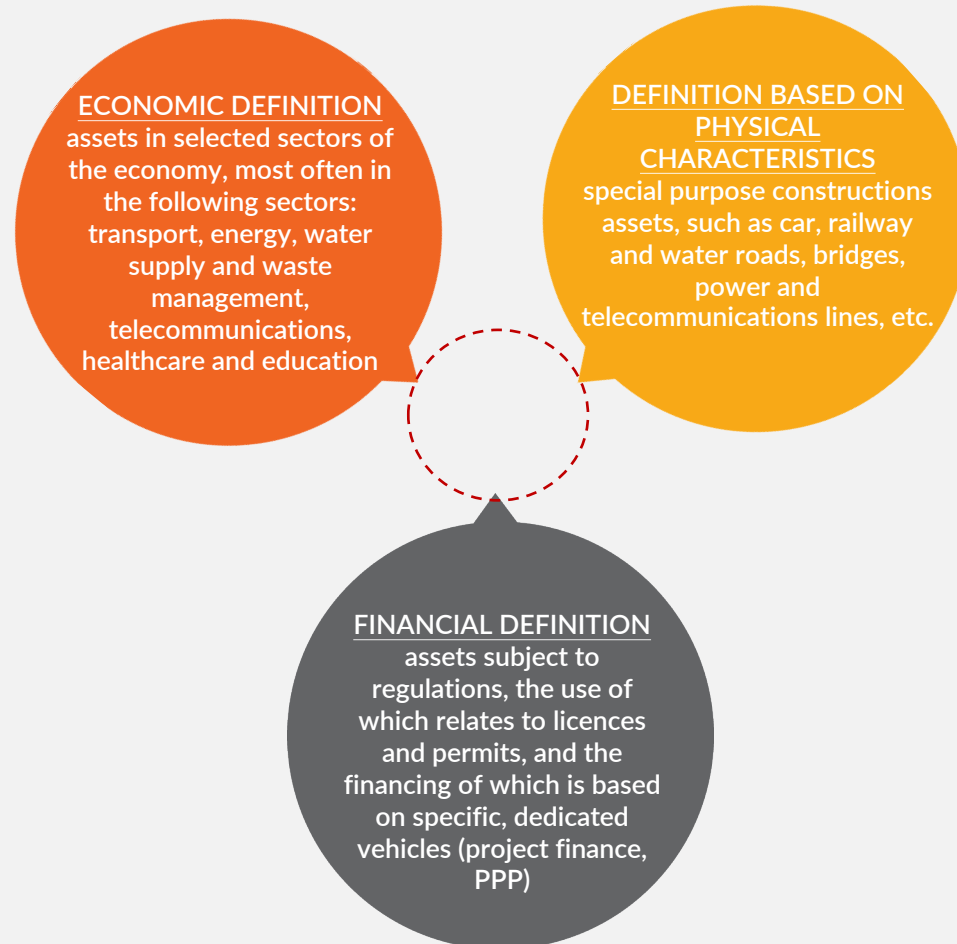 ECONOMIC DEFINITION
assets in selected sectors of
the economy, most often in
the following sectors:
transport, energy, water
supply and waste
management,
telecommunications,
healthcare and education
DEFINITION BASED ON
PHYSICAL
CHARACTERISTICS
special purpose constructions
assets, such as car, railway
and water roads, bridges,
power and
telecommunications lines, etc.
FINANCIAL DEFINITION
assets subject to
regulations, the use of
which relates to licences
and permits, and the
financing of which is based
on specific, dedicated
vehicles (project finance,
PPP)